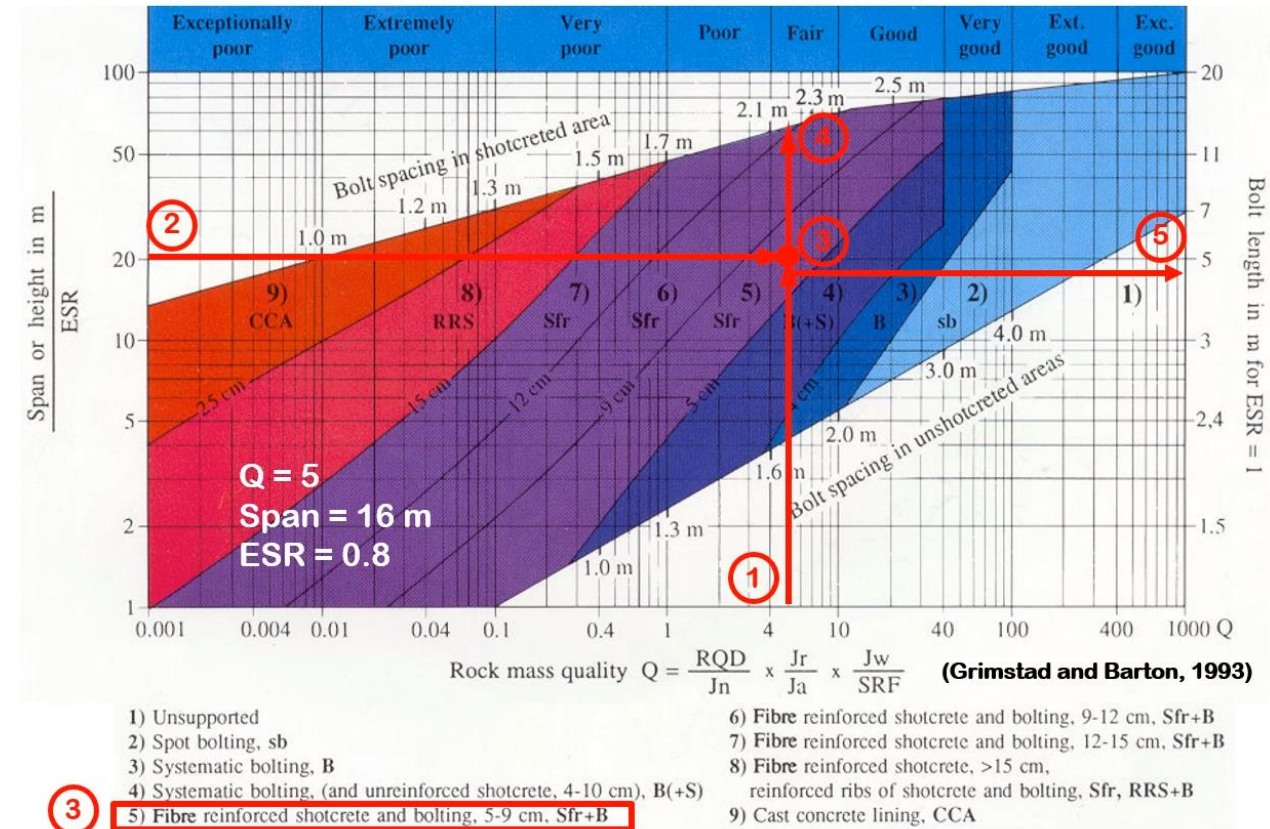 Exceptionally poor
Extremely poor
Very poor
Poor
Fair
Good
Very good
Ext. good
Exc. good
100
50
20
10
5
2
1
Span or height in m
ESR
20
11
7
5
3
2,4
1.5
Bolt length in m for ESR = 1
Bolt spacing in shotcreted area
1.0 m
1.2 m
1.3 m
1.5 m
1.7 m
2.1 m
2.3 m
2.5 m
2
4
3
5
9)
CCA
8)
RRS
7)
Sfr
6)
Sfr
5)
Sfr
4)
B(+S)
3)
B
2)
sb
1)
25 cm
15 cm
12 cm
9 cm
5 cm
4.0 m
3.0 m
2.0 m
1.6 m
1.3 m
1.0 m
Bolt spacing in unshotcreted areas
Q = 5
Span = 16 m
ESR = 0.8
1
0.001
0.004
0.01
0.04
0.1
0.4
1
4
10
40
100
400
1000 Q
Rock mass quality Q = RQD/Jn x Jr/Ja x Jw/SRF
(Grimstad and Barton, 1993)
1) Unsupported
2) Spot bolting, sb
3) Systematic bolting, B
4) Systematic bolting, (and unreinforced shotcrete, 4-10 cm), B(+S)
3
5) Fibre reinforced shotcrete and bolting, 5-9 cm, Sfr+B
6) Fibre reinforced shotcrete and bolting, 9-12 cm, Sfr+B
7) Fibre reinforced shotcrete and bolting, 12-15 cm, Sfr+B
8) Fibre reinforced shotcrete, >15 cm,
reinforced ribs of shotcrete and bolting, Sfr, RRS+B
9) Cast concrete lining, CCA